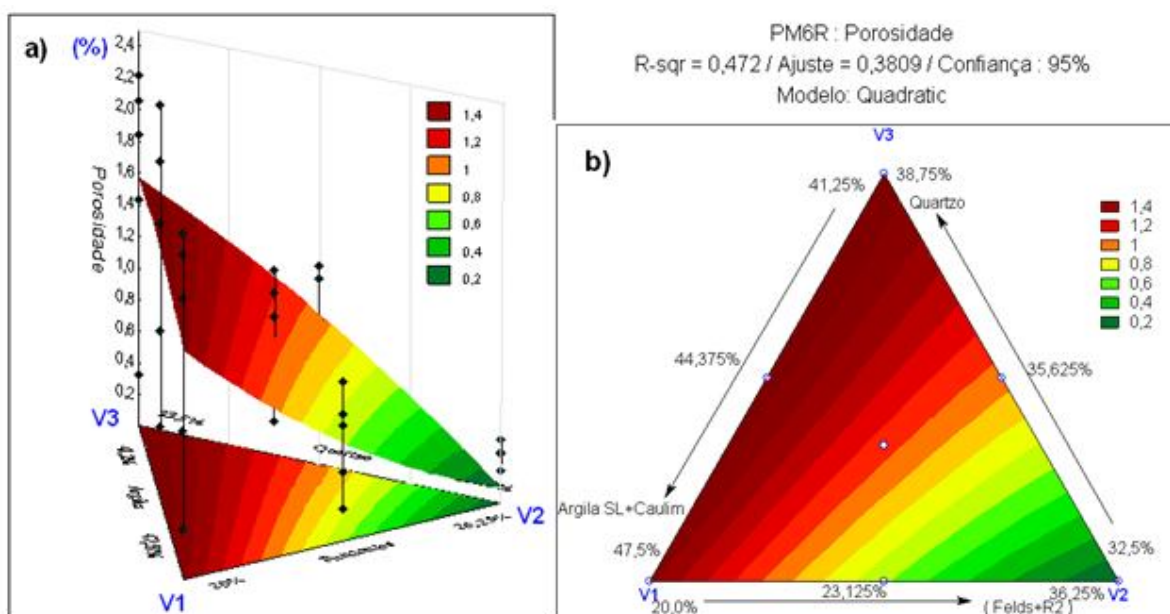 a)
(%)
V3
2,4
2,2
2,0
1,8
1,6
1,4
1,2
1,0
0,8
0,6
0,4
0,2
Porosidade
1,4
1,2
1
0,8
0,6
0,4
0,2
V3
V2
V1
PM6R : Porosidade
R-sqr = 0,472 / Ajuste = 0,3809 / Confiança : 95%
Modelo: Quadratic
b)
V3
41,25%
38,75%
Quartzo
1,4
1,2
1
0,8
0,6
0,4
0,2
44,375%
35,625%
Argila SL+Caulim
47,5%
32,5%
V1
23,125%
36,25%
V2
20,0%
( Felds+R2 )